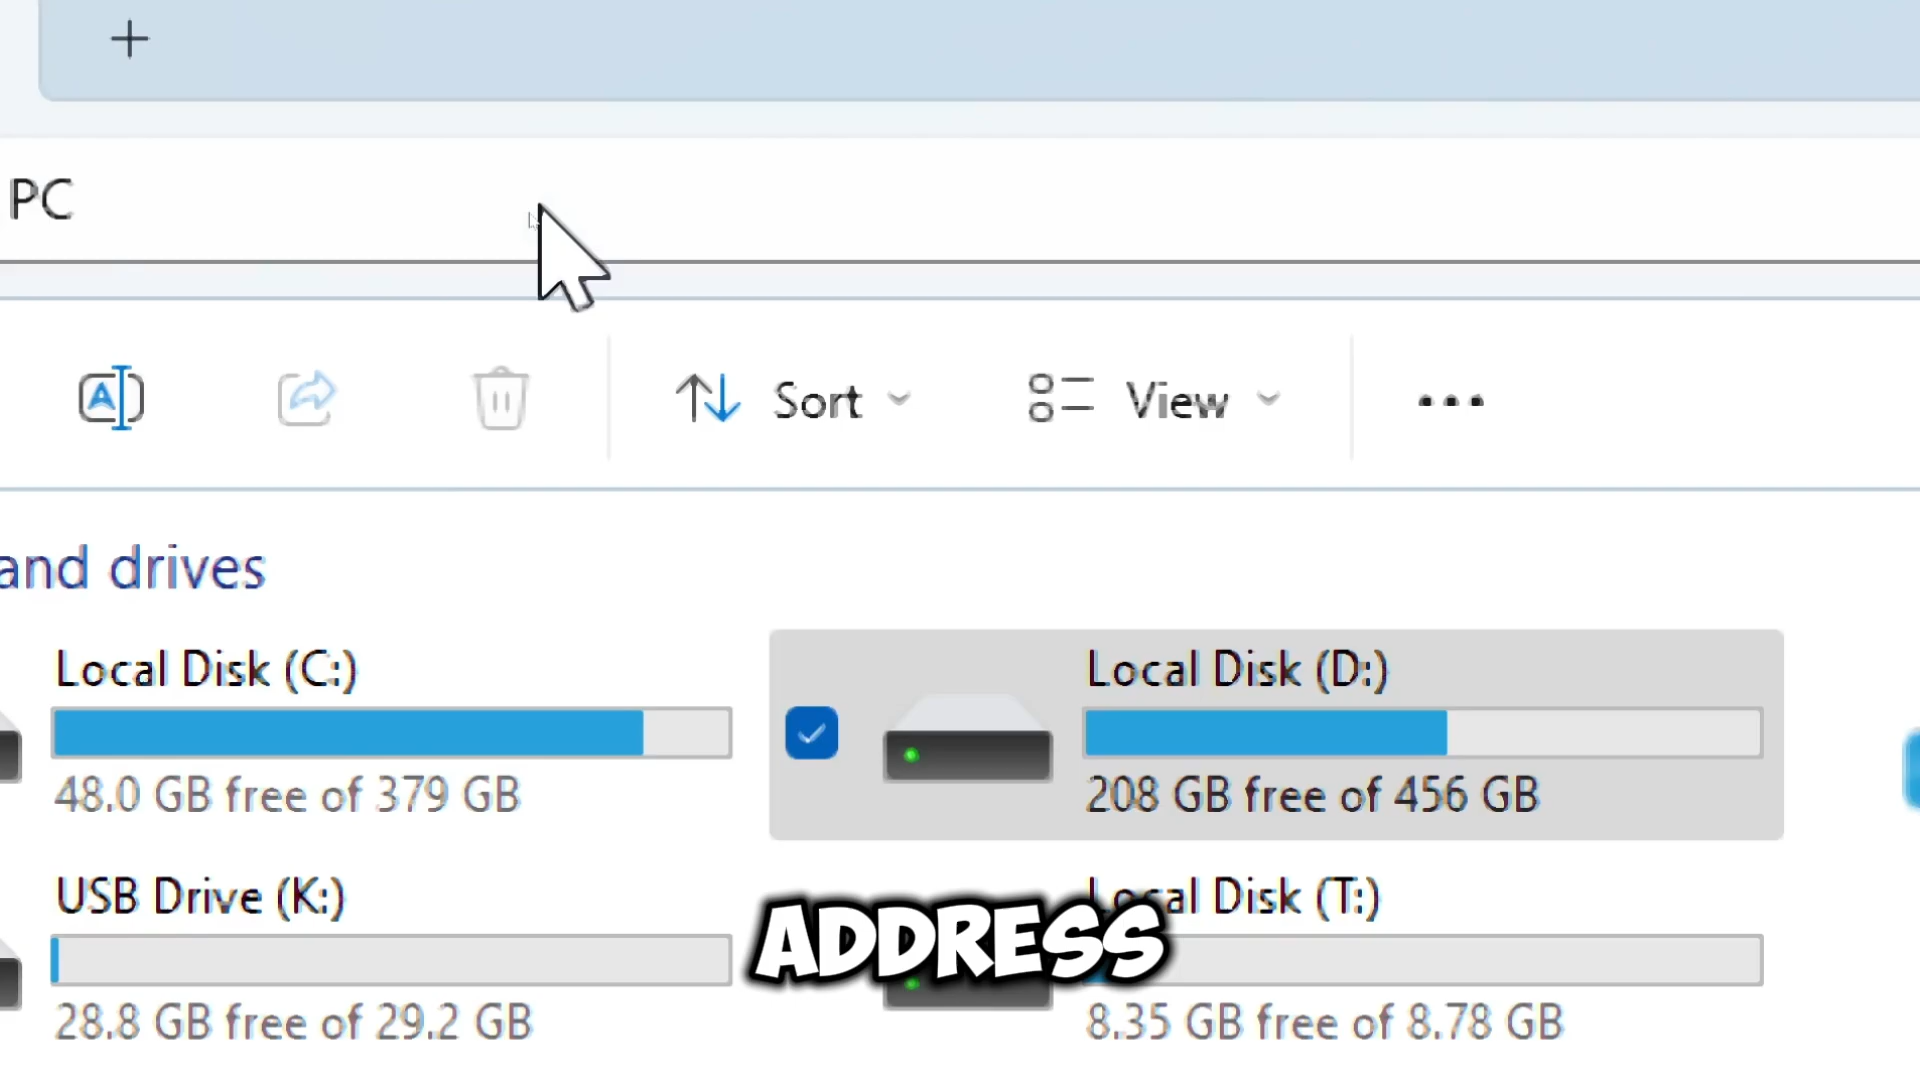 PC
Sort
View
and drives
Local Disk (C:)
48.0 GB free of 379 GB
Local Disk (D:)
208 GB free of 456 GB
USB Drive (K:)
28.8 GB free of 29.2 GB
Local Disk (T:)
8.35 GB free of 8.78 GB
ADDRESS